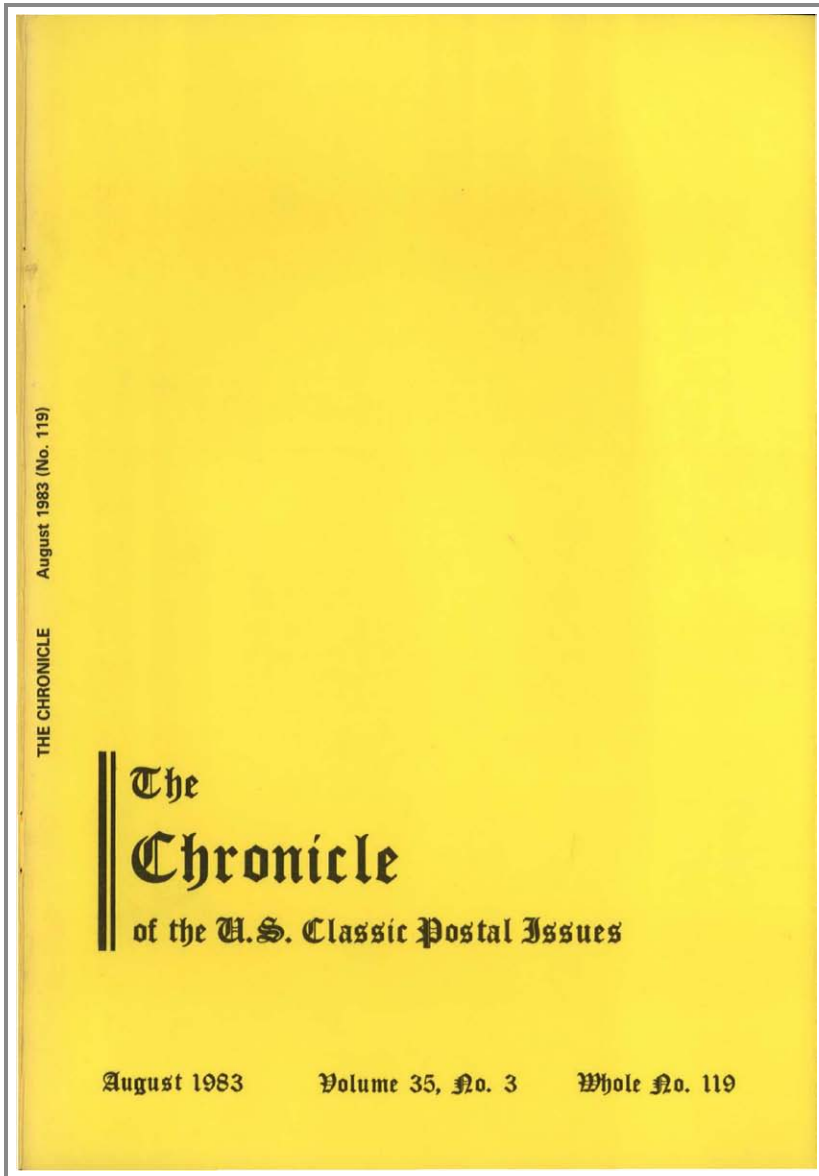 THE CHRONICLE August 1983 (No. 119)
The
Chronicle
of the U.S. Classic Postal Issues
August 1983 Volume 35, No. 3 Whole No. 119